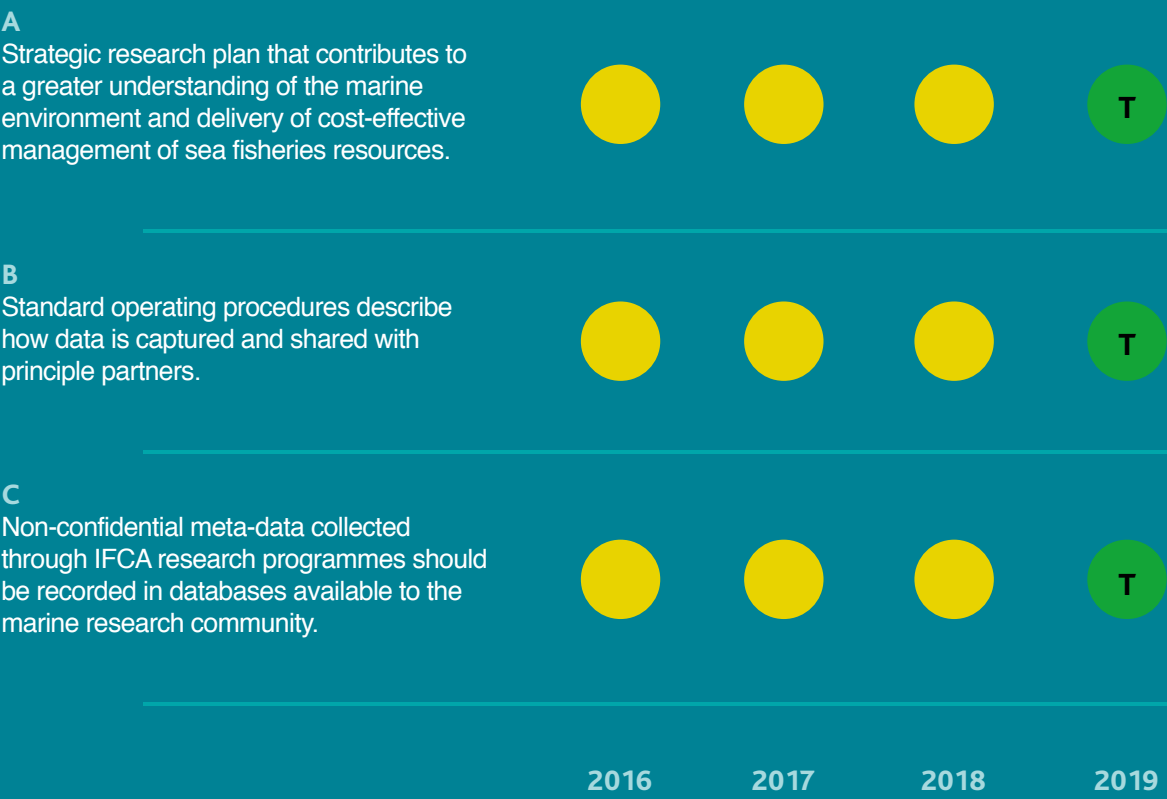 A
Strategic research plan that contributes to
a greater understanding of the marine
environment and delivery of cost-effective
management of sea fisheries resources.
T
B
Standard operating procedures describe
how data is captured and shared with
principle partners.
T
C
Non-confidential meta-data collected
through IFCA research programmes should
be recorded in databases available to the
marine research community.
T
2016 2017 2018 2019